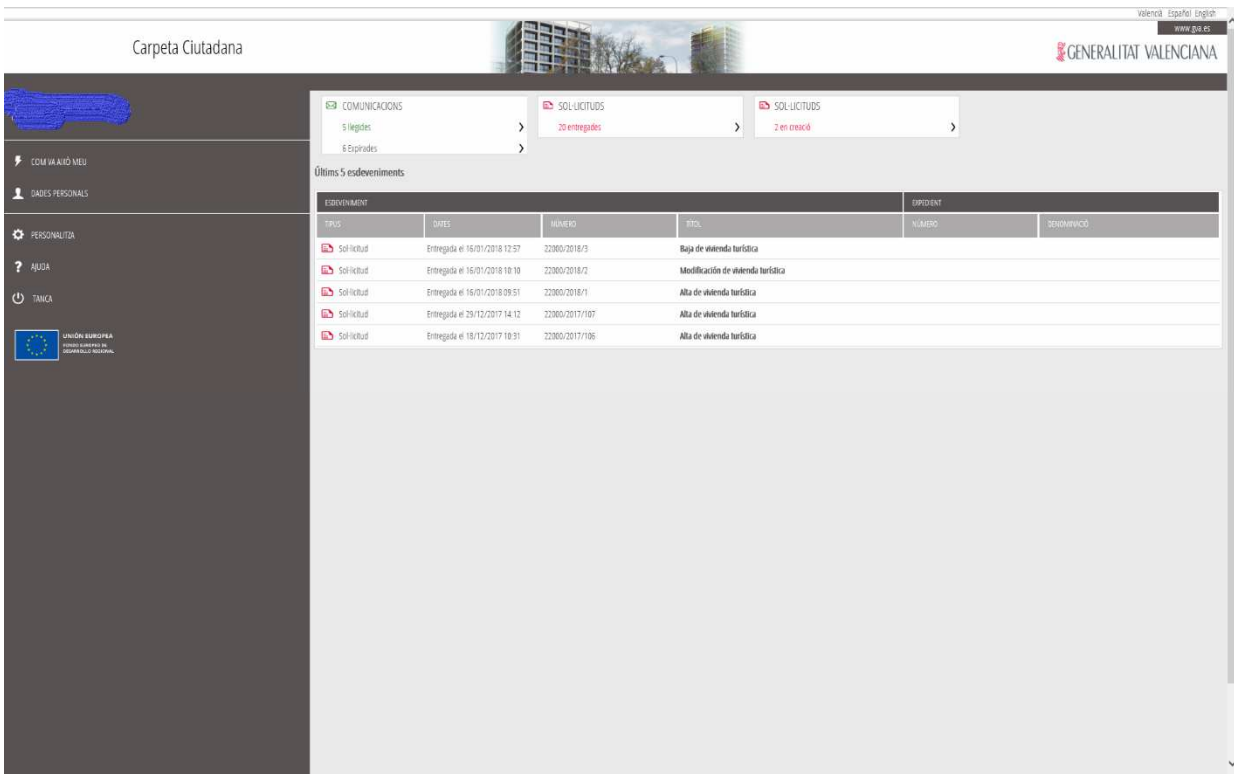 Valencià Español English
www.gva.es
Carpeta Ciutadana
GENERALITAT VALENCIANA
COM VA AIXÒ MEU
DADES PERSONALS
PERSONALITZA
AJUDA
TANCA
UNIÓN EUROPEA
FONDO EUROPEO DE
DESARROLLO REGIONAL
COMUNICACIONS
5 llegides
6 Espirades
SOL·LICITUDS
20 entregades
SOL·LICITUDS
2 en creació
Últims 5 esdeveniments
ESDEVENIMENT EXPEDIENT
TIPUS DATES NÚMERO TÍTOL NÚMERO DENOMINACIÓ
Sol·licitud Entregada el 16/01/2018 12:57 22000/2018/3 Baja de vivienda turística
Sol·licitud Entregada el 16/01/2018 10:10 22000/2018/2 Modificación de vivienda turística
Sol·licitud Entregada el 16/01/2018 09:51 22000/2018/1 Alta de vivienda turística
Sol·licitud Entregada el 29/12/2017 14:12 22000/2017/107 Alta de vivienda turística
Sol·licitud Entregada el 18/12/2017 10:31 22000/2017/106 Alta de vivienda turística